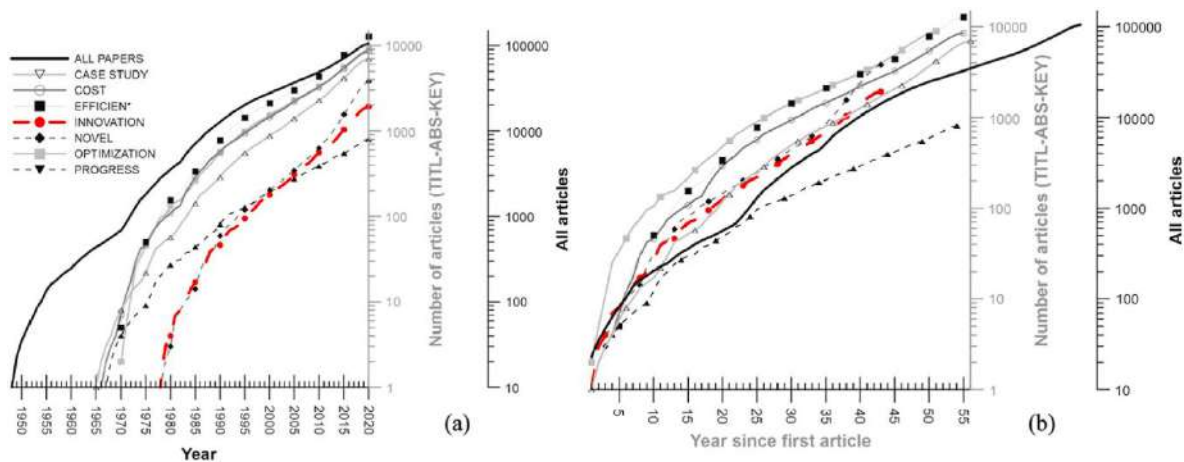 ALL PAPERS
CASE STUDY
COST
EFFICIEN*
INNOVATION
NOVEL
OPTIMIZATION
PROGRESS
10000
1000
100
10
1
Number of articles (TITL-ABS-KEY)
100000
10000
1000
100
10
All articles
1950
1955
1960
1965
1970
1975
1980
1985
1990
1995
2000
2005
2010
2015
2020
Year
(a)
10000
1000
100
10
1
Number of articles (TITL-ABS-KEY)
100000
10000
1000
100
10
All articles
5
10
15
20
25
30
35
40
45
50
55
Year since first article
(b)